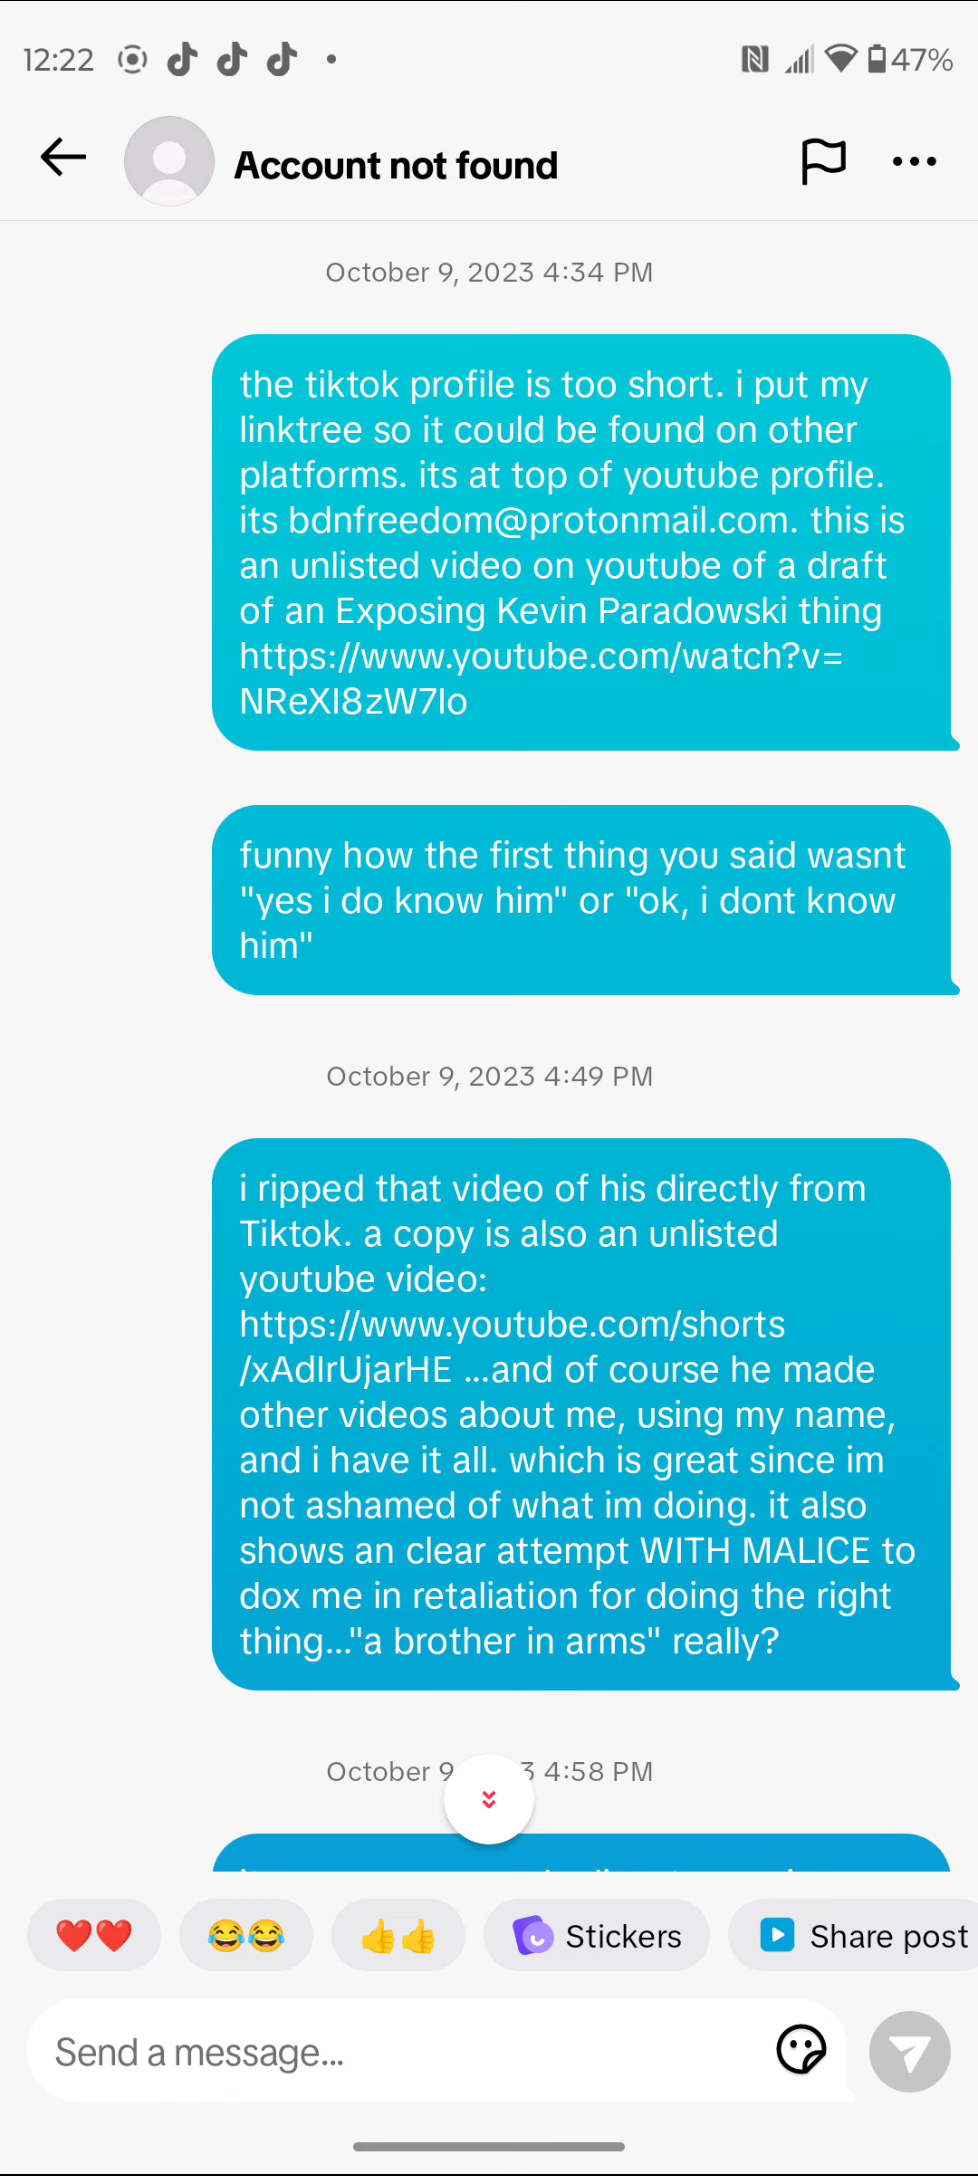 12:22
47%
Account not found
October 9, 2023 4:34 PM
the tiktok profile is too short. i put my
linktree so it could be found on other
platforms. its at top of youtube profile.
its bdnfreedom@protonmail.com. this is
an unlisted video on youtube of a draft
of an Exposing Kevin Paradowski thing
https://www.youtube.com/watch?v=
NReXI8zW7Io
funny how the first thing you said wasnt
"yes i do know him" or "ok, i dont know
him"
October 9, 2023 4:49 PM
i ripped that video of his directly from
Tiktok. a copy is also an unlisted
youtube video:
https://www.youtube.com/shorts
/xAdIrUjarHE ...and of course he made
other videos about me, using my name,
and i have it all. which is great since im
not ashamed of what im doing. it also
shows an clear attempt WITH MALICE to
dox me in retaliation for doing the right
thing..."a brother in arms" really?
October 9 3 4:58 PM
Stickers
Share post
Send a message...